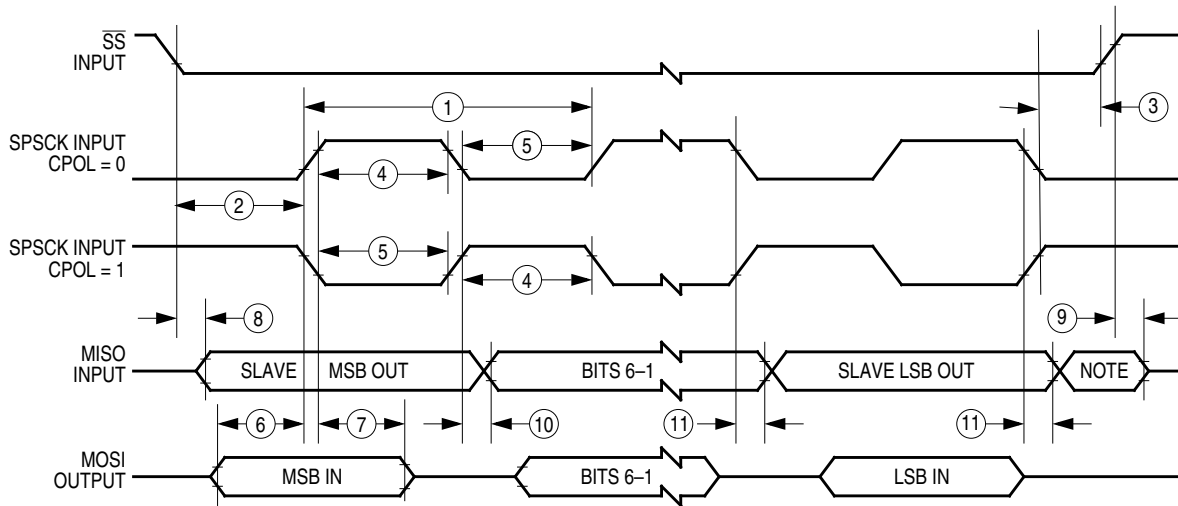 SS
INPUT
1
3
SPSCK INPUT
CPOL = 0
5
4
2
SPSCK INPUT
CPOL = 1
5
4
8
9
MISO
INPUT
SLAVE MSB OUT
BITS 6–1
SLAVE LSB OUT
NOTE
6
7
10
11
11
MOSI
OUTPUT
MSB IN
BITS 6–1
LSB IN